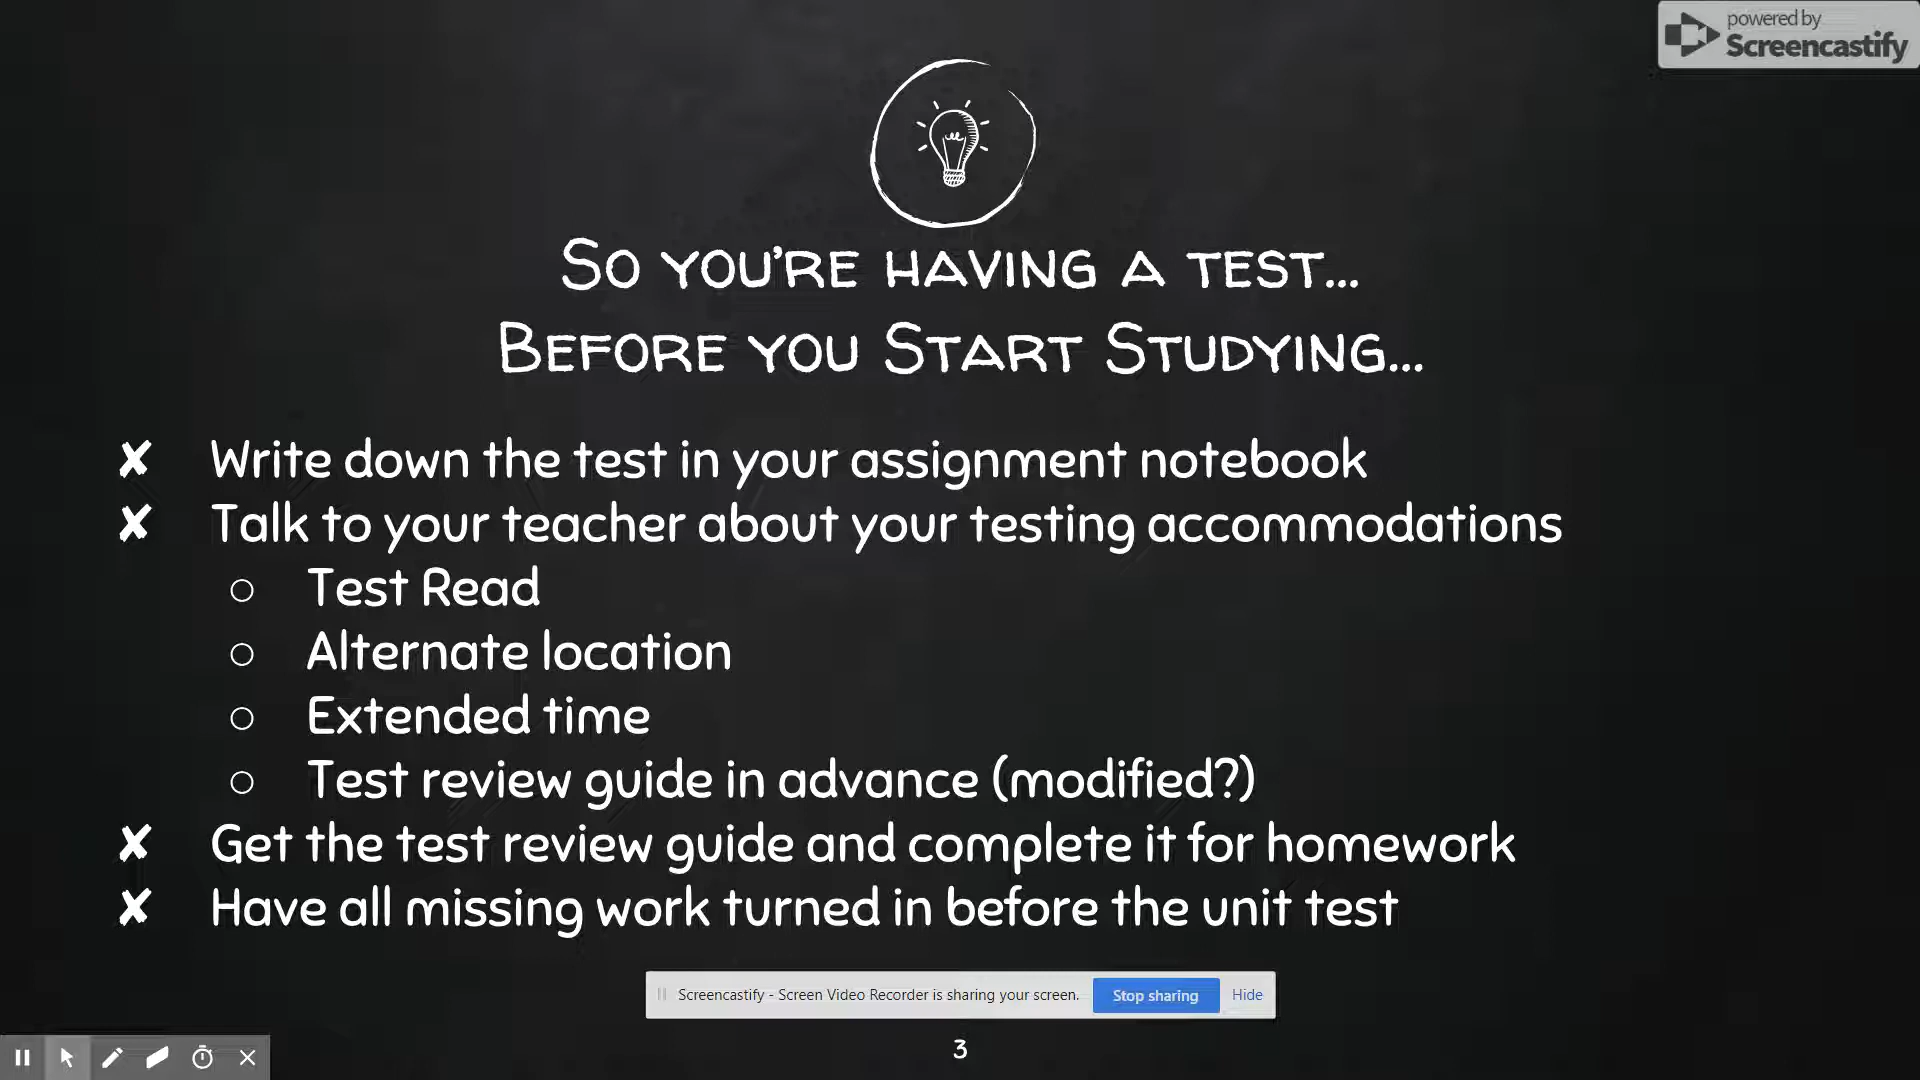 powered by
Screencastify
So you're having a test...
Before you Start Studying...
✘ Write down the test in your assignment notebook
✘ Talk to your teacher about your testing accommodations
○ Test Read
○ Alternate location
○ Extended time
○ Test review guide in advance (modified?)
✘ Get the test review guide and complete it for homework
✘ Have all missing work turned in before the unit test
Screencastify - Screen Video Recorder is sharing your screen. Stop sharing Hide
3